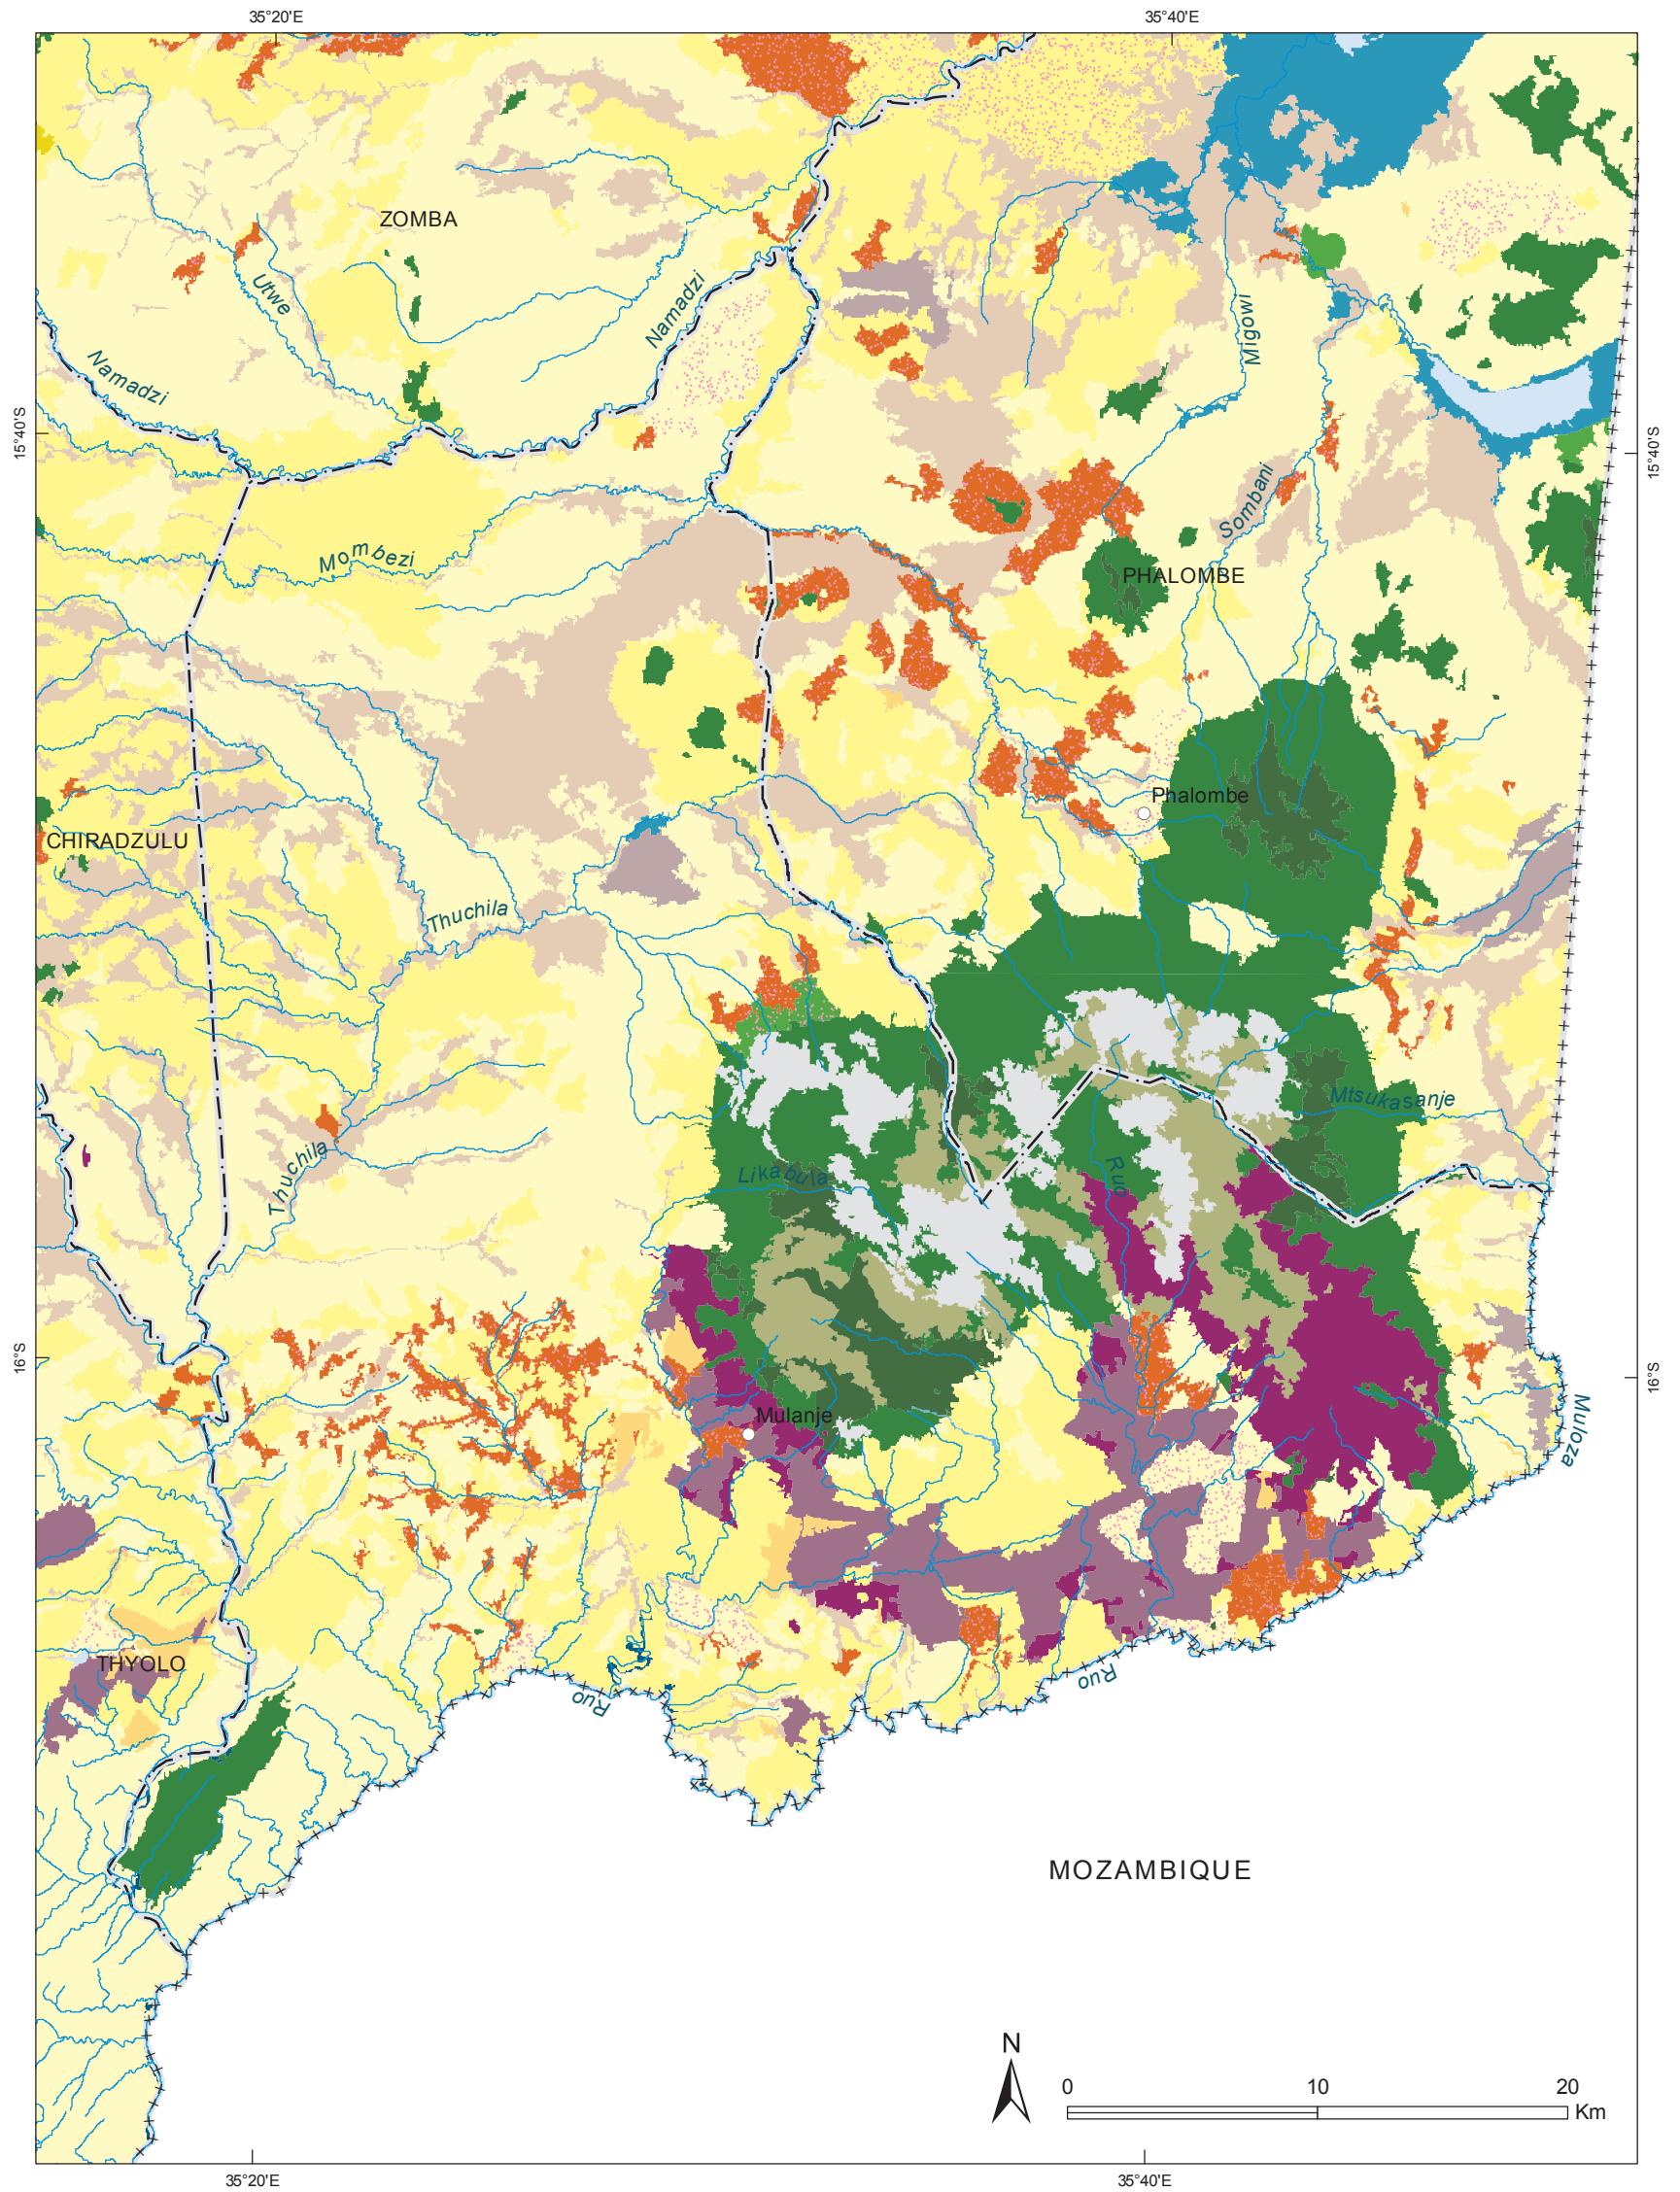 35°20'E
35°40'E
ZOMBA
Utwe
Namadzi
Migowi
Namadzi
15°40'S
15°40'S
Sombani
Mombezi
PHALOMBE
Phalombe
CHIRADZULU
Thuchila
Mtsukasanje
Thuchila
Likabula
Ruo
16°S
16°S
Mulanje
Muloza
THYOLO
Ruo
Ruo
MOZAMBIQUE
N
0
10
20
Km
35°20'E
35°40'E